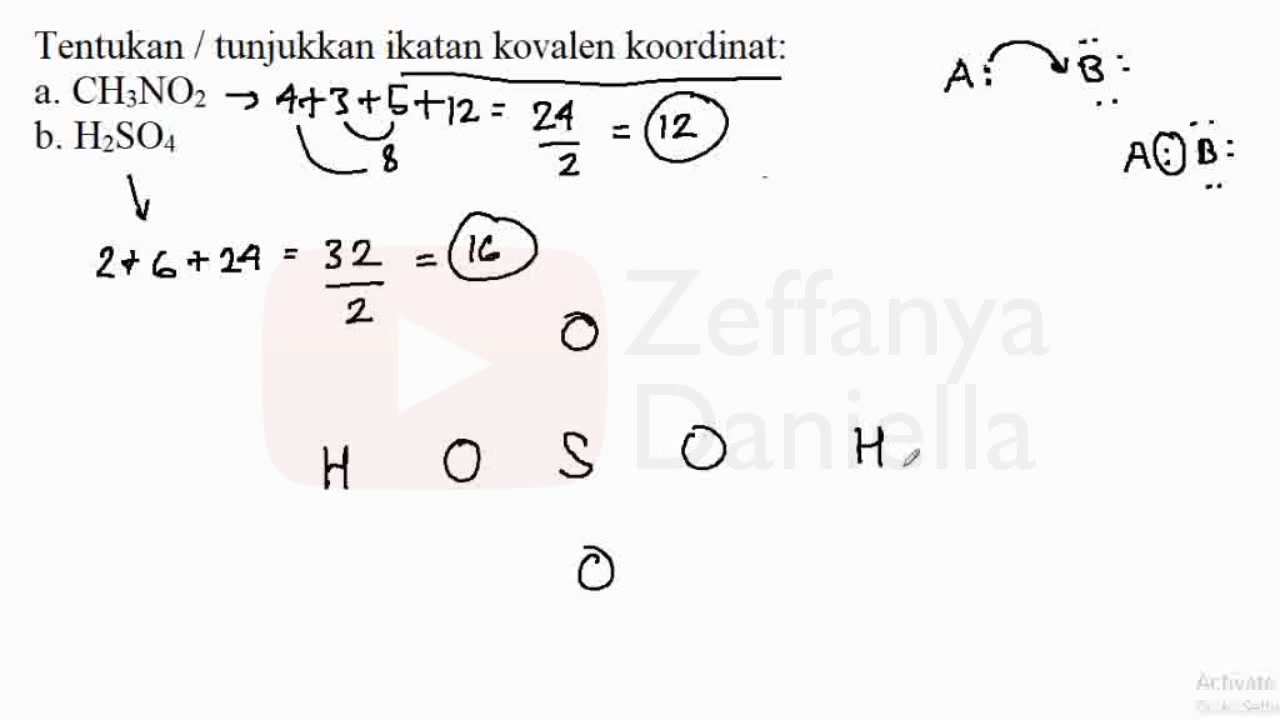 Tentukan / tunjukkan ikatan kovalen koordinat:
a. CH₃NO₂ → 4+3+5+12 = 24/2 = 12
8
b. H₂SO₄
2+6+24 = 32/2 = 16
A: B:
A:B:
O
H O S O H
O
Zeffanya
Daniella
Activate